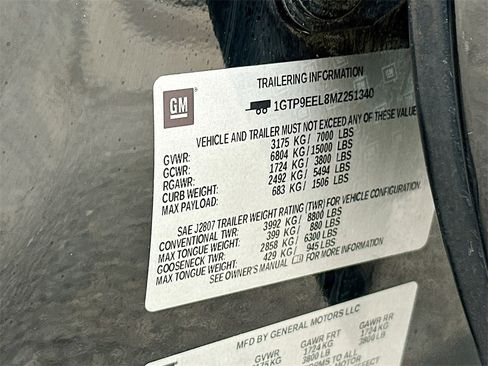 TRAILERING INFORMATION
GM
1GTP9EEL8MZ251340
VEHICLE AND TRAILER MUST NOT EXCEED ANY OF THESE
GVWR: 3175 KG / 7000 LBS
GCWR: 6804 KG / 15000 LBS
RGAWR: 1724 KG / 3800 LBS
CURB WEIGHT: 2492 KG / 5494 LBS
MAX PAYLOAD: 683 KG / 1506 LBS
SAE J2807 TRAILER WEIGHT RATING (TWR) FOR VEHICLE CONFIGURATION.
CONVENTIONAL TWR: 3992 KG / 8800 LBS
MAX TONGUE WEIGHT: 399 KG / 880 LBS
GOOSENECK TWR: 2858 KG / 6300 LBS
MAX TONGUE WEIGHT: 429 KG / 945 LBS
SEE OWNER'S MANUAL FOR MORE INFORMATION
MFD BY GENERAL MOTORS LLC
GVWR GAWR FRT GAWR RR
175 KG 1724 KG 1724 KG
3800 LB 3800 LB